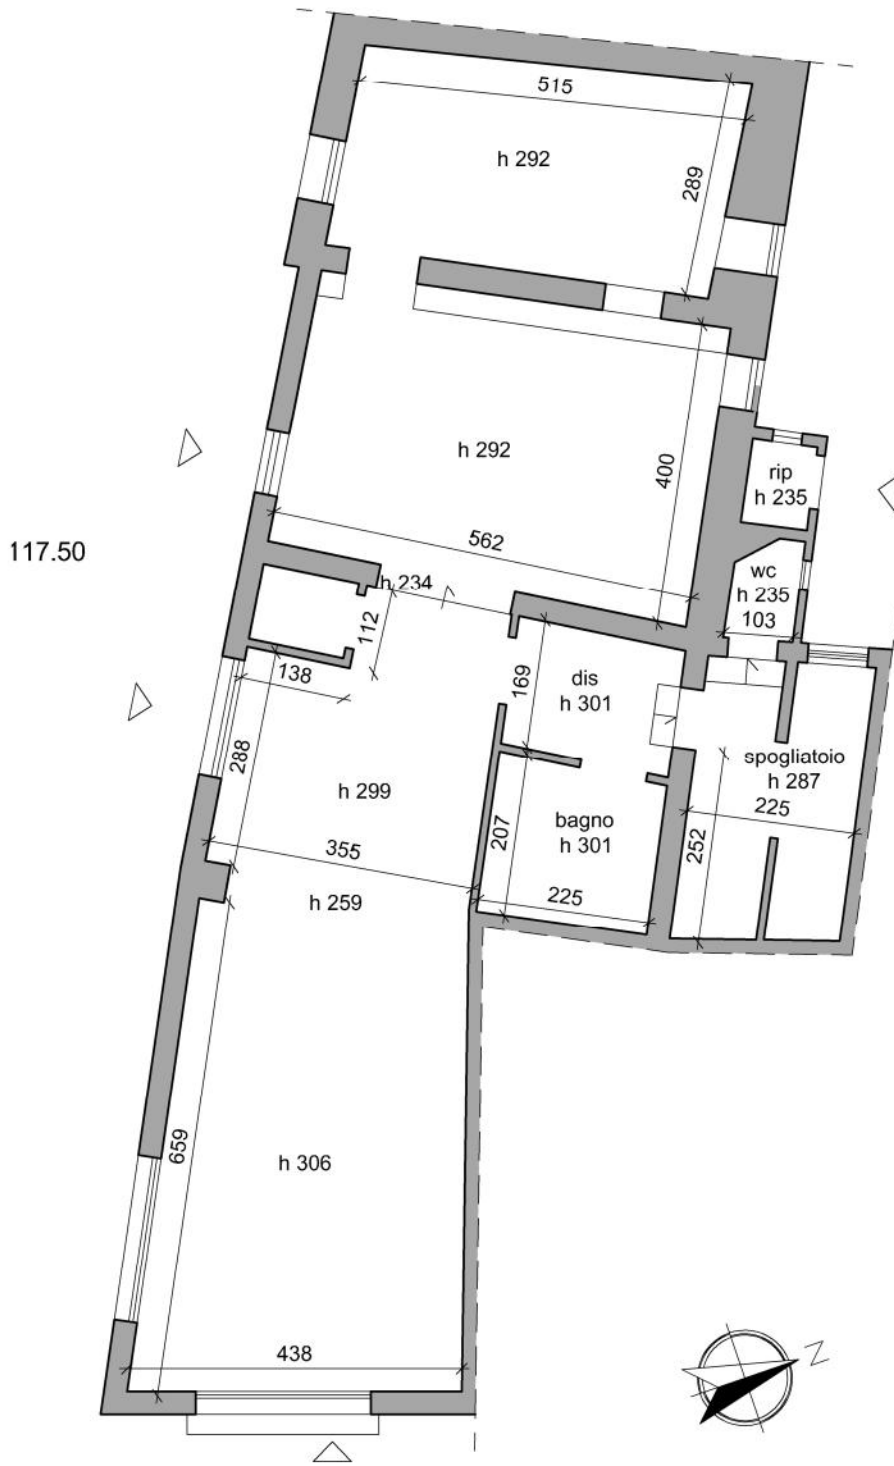 515
h 292
289
h 292
400
rip
h 235
117.50
562
h 234
wc
h 235
103
112
138
169
dis
h 301
288
spogliatoio
h 287
h 299
207
bagno
h 301
225
252
355
225
h 259
659
h 306
438
N